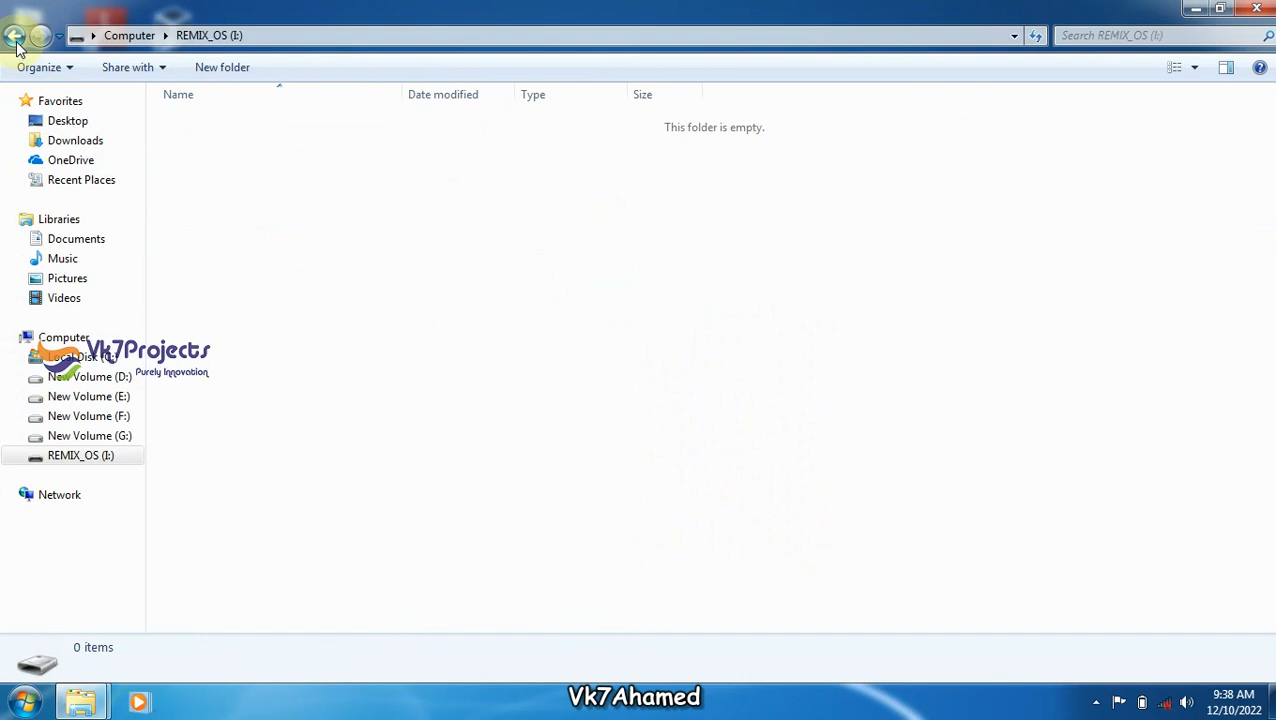 Computer REMIX_OS (I:) Search REMIX_OS (I:)
Organize Share with New folder
Name Date modified Type Size
This folder is empty.
Favorites
Desktop
Downloads
OneDrive
Recent Places
Libraries
Documents
Music
Pictures
Videos
Computer
Local Disk (C:)
Vk7Projects
Purely Innovation
New Volume (D:)
New Volume (E:)
New Volume (F:)
New Volume (G:)
REMIX_OS (I:)
Network
0 items
Vk7Ahamed
9:38 AM
12/10/2022